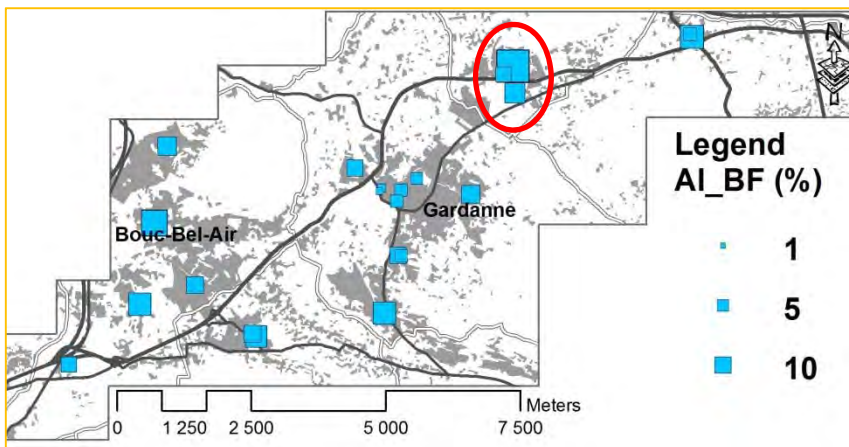 N
Legend
Al_BF (%)
1
5
10
Gardanne
Bouc-Bel-Air
Meters
0 1 250 2 500 5 000 7 500